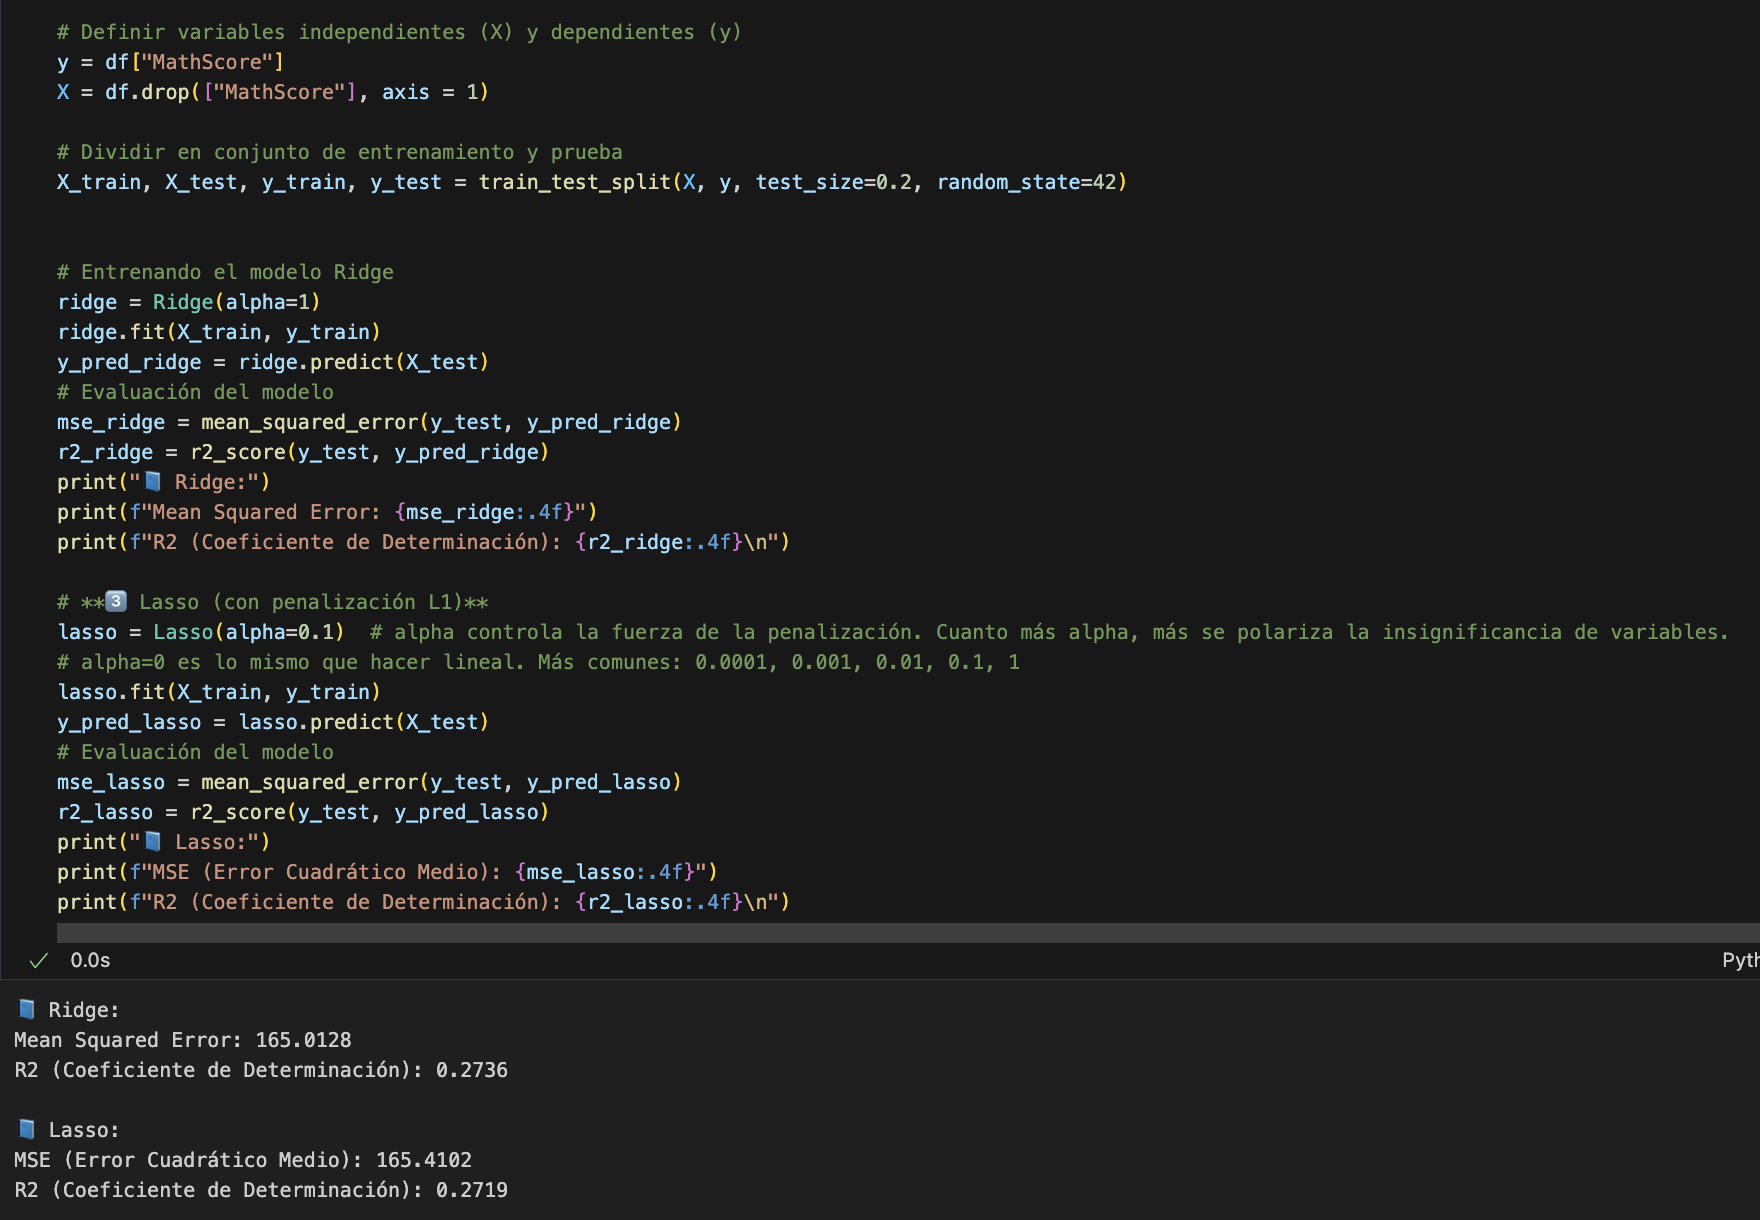 # Definir variables independientes (X) y dependientes (y)
y = df["MathScore"]
X = df.drop(["MathScore"], axis = 1)
# Dividir en conjunto de entrenamiento y prueba
X_train, X_test, y_train, y_test = train_test_split(X, y, test_size=0.2, random_state=42)
# Entrenando el modelo Ridge
ridge = Ridge(alpha=1)
ridge.fit(X_train, y_train)
y_pred_ridge = ridge.predict(X_test)
# Evaluación del modelo
mse_ridge = mean_squared_error(y_test, y_pred_ridge)
r2_ridge = r2_score(y_test, y_pred_ridge)
print("📘 Ridge:")
print(f"Mean Squared Error: {mse_ridge:.4f}")
print(f"R2 (Coeficiente de Determinación): {r2_ridge:.4f}\n")
# **3️⃣ Lasso (con penalización L1)**
lasso = Lasso(alpha=0.1)  # alpha controla la fuerza de la penalización. Cuanto más alpha, más se polariza la insignificancia de variables.
# alpha=0 es lo mismo que hacer lineal. Más comunes: 0.0001, 0.001, 0.01, 0.1, 1
lasso.fit(X_train, y_train)
y_pred_lasso = lasso.predict(X_test)
# Evaluación del modelo
mse_lasso = mean_squared_error(y_test, y_pred_lasso)
r2_lasso = r2_score(y_test, y_pred_lasso)
print("📘 Lasso:")
print(f"MSE (Error Cuadrático Medio): {mse_lasso:.4f}")
print(f"R2 (Coeficiente de Determinación): {r2_lasso:.4f}\n")
✓ 0.0s Pyth
📘 Ridge:
Mean Squared Error: 165.0128
R2 (Coeficiente de Determinación): 0.2736
📘 Lasso:
MSE (Error Cuadrático Medio): 165.4102
R2 (Coeficiente de Determinación): 0.2719